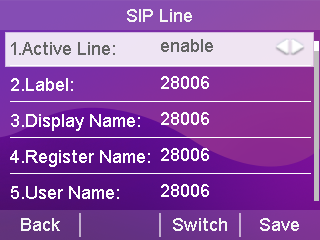 SIP Line
1.Active Line: enable
2.Label: 28006
3.Display Name: 28006
4.Register Name: 28006
5.User Name: 28006
Back Switch Save